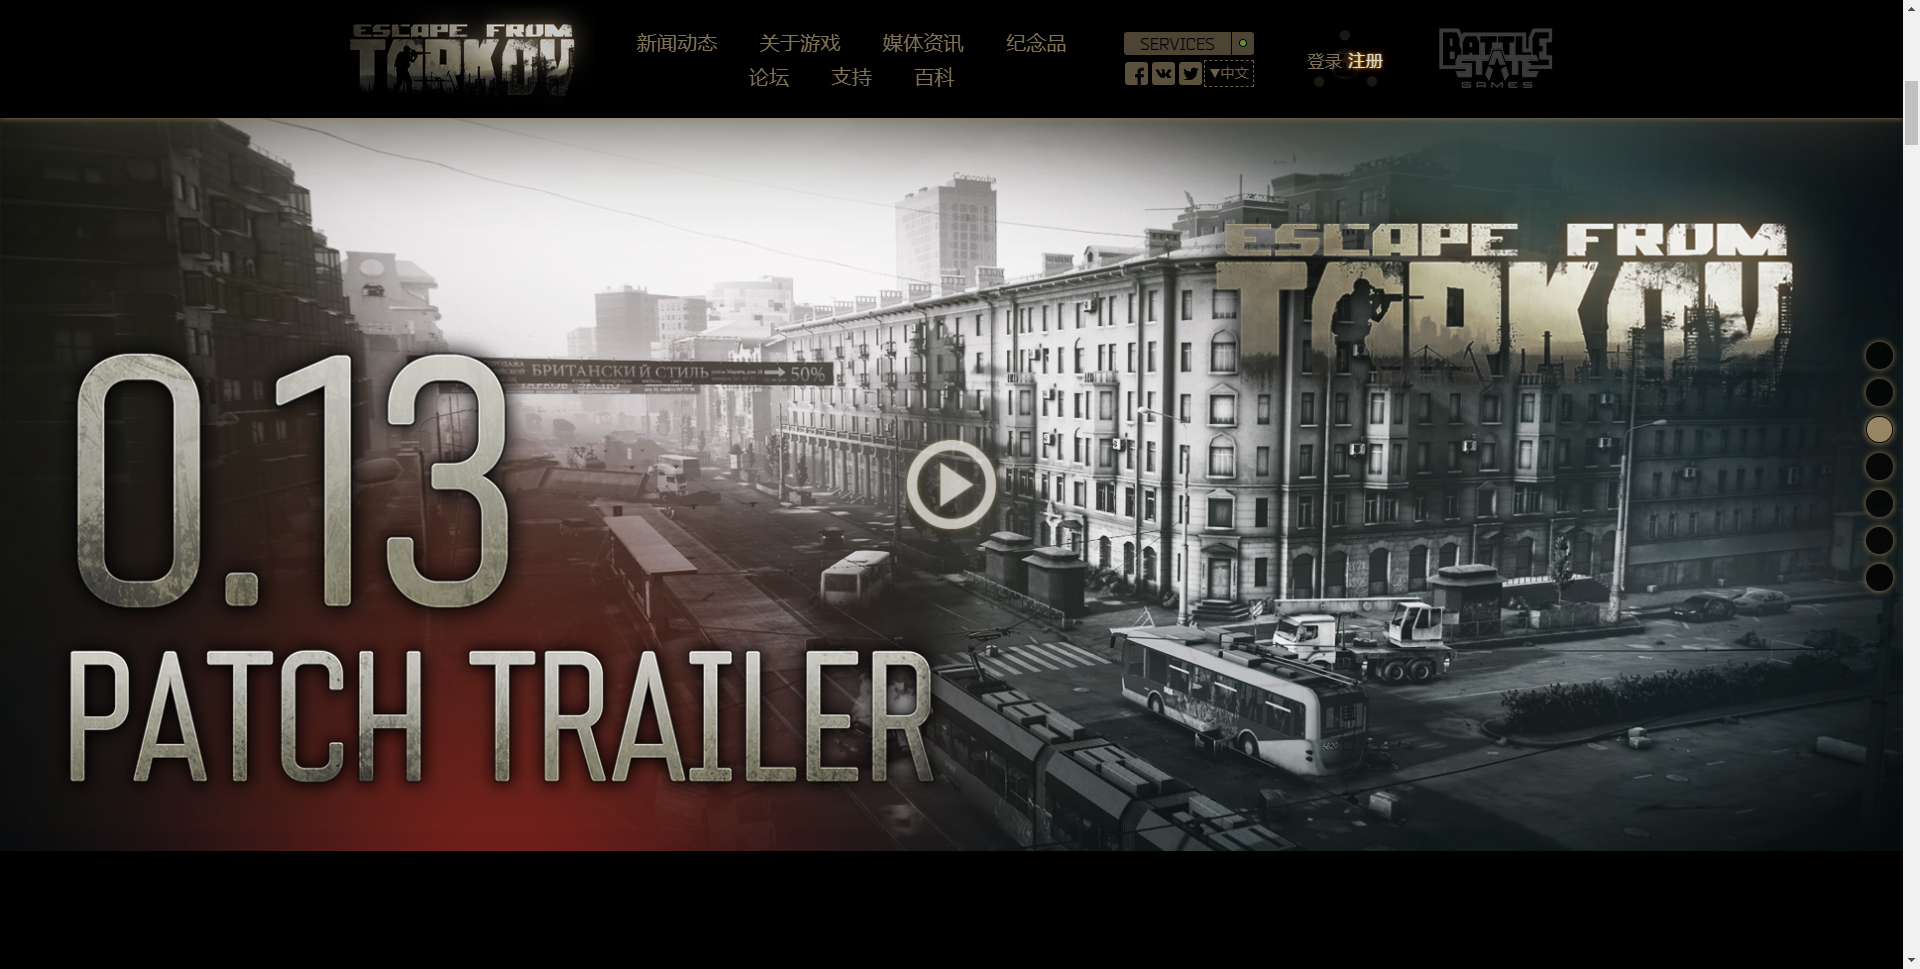 ESCAPE FROM
TARKOV
新闻动态 关于游戏 媒体资讯 纪念品
论坛 支持 百科
SERVICES
▼中文
登录 注册
BATTLE
STATE
GAMES
Concordia
ESCAPE FROM
TARKOV
БРИТАНСКИЙ СТИЛЬ
50%
0.13
PATCH TRAILER